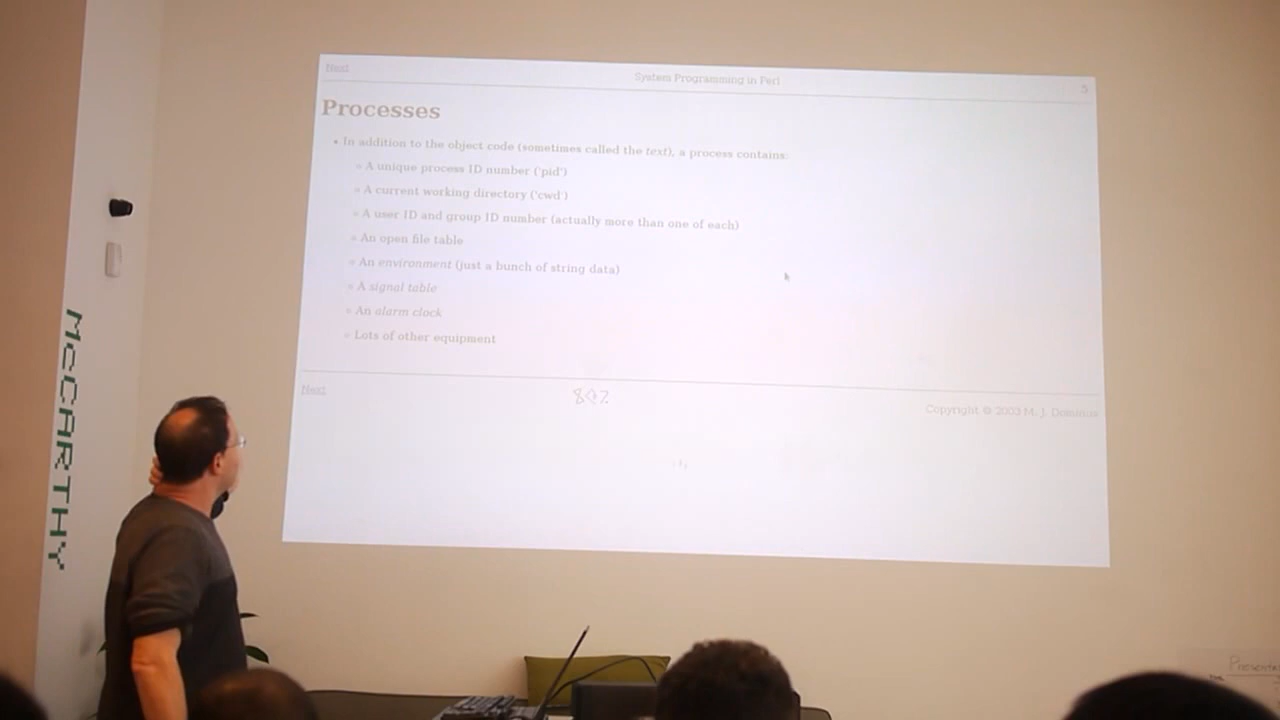 Next
System Programming in Perl
5
Processes
• In addition to the object code (sometimes called the text), a process contains:
A unique process ID number ('pid')
A current working directory ('cwd')
A user ID and group ID number (actually more than one of each)
An open file table
An environment (just a bunch of string data)
A signal table
An alarm clock
Lots of other equipment
Next
Copyright © 2003 M. J. Dominus
MCCARTHY